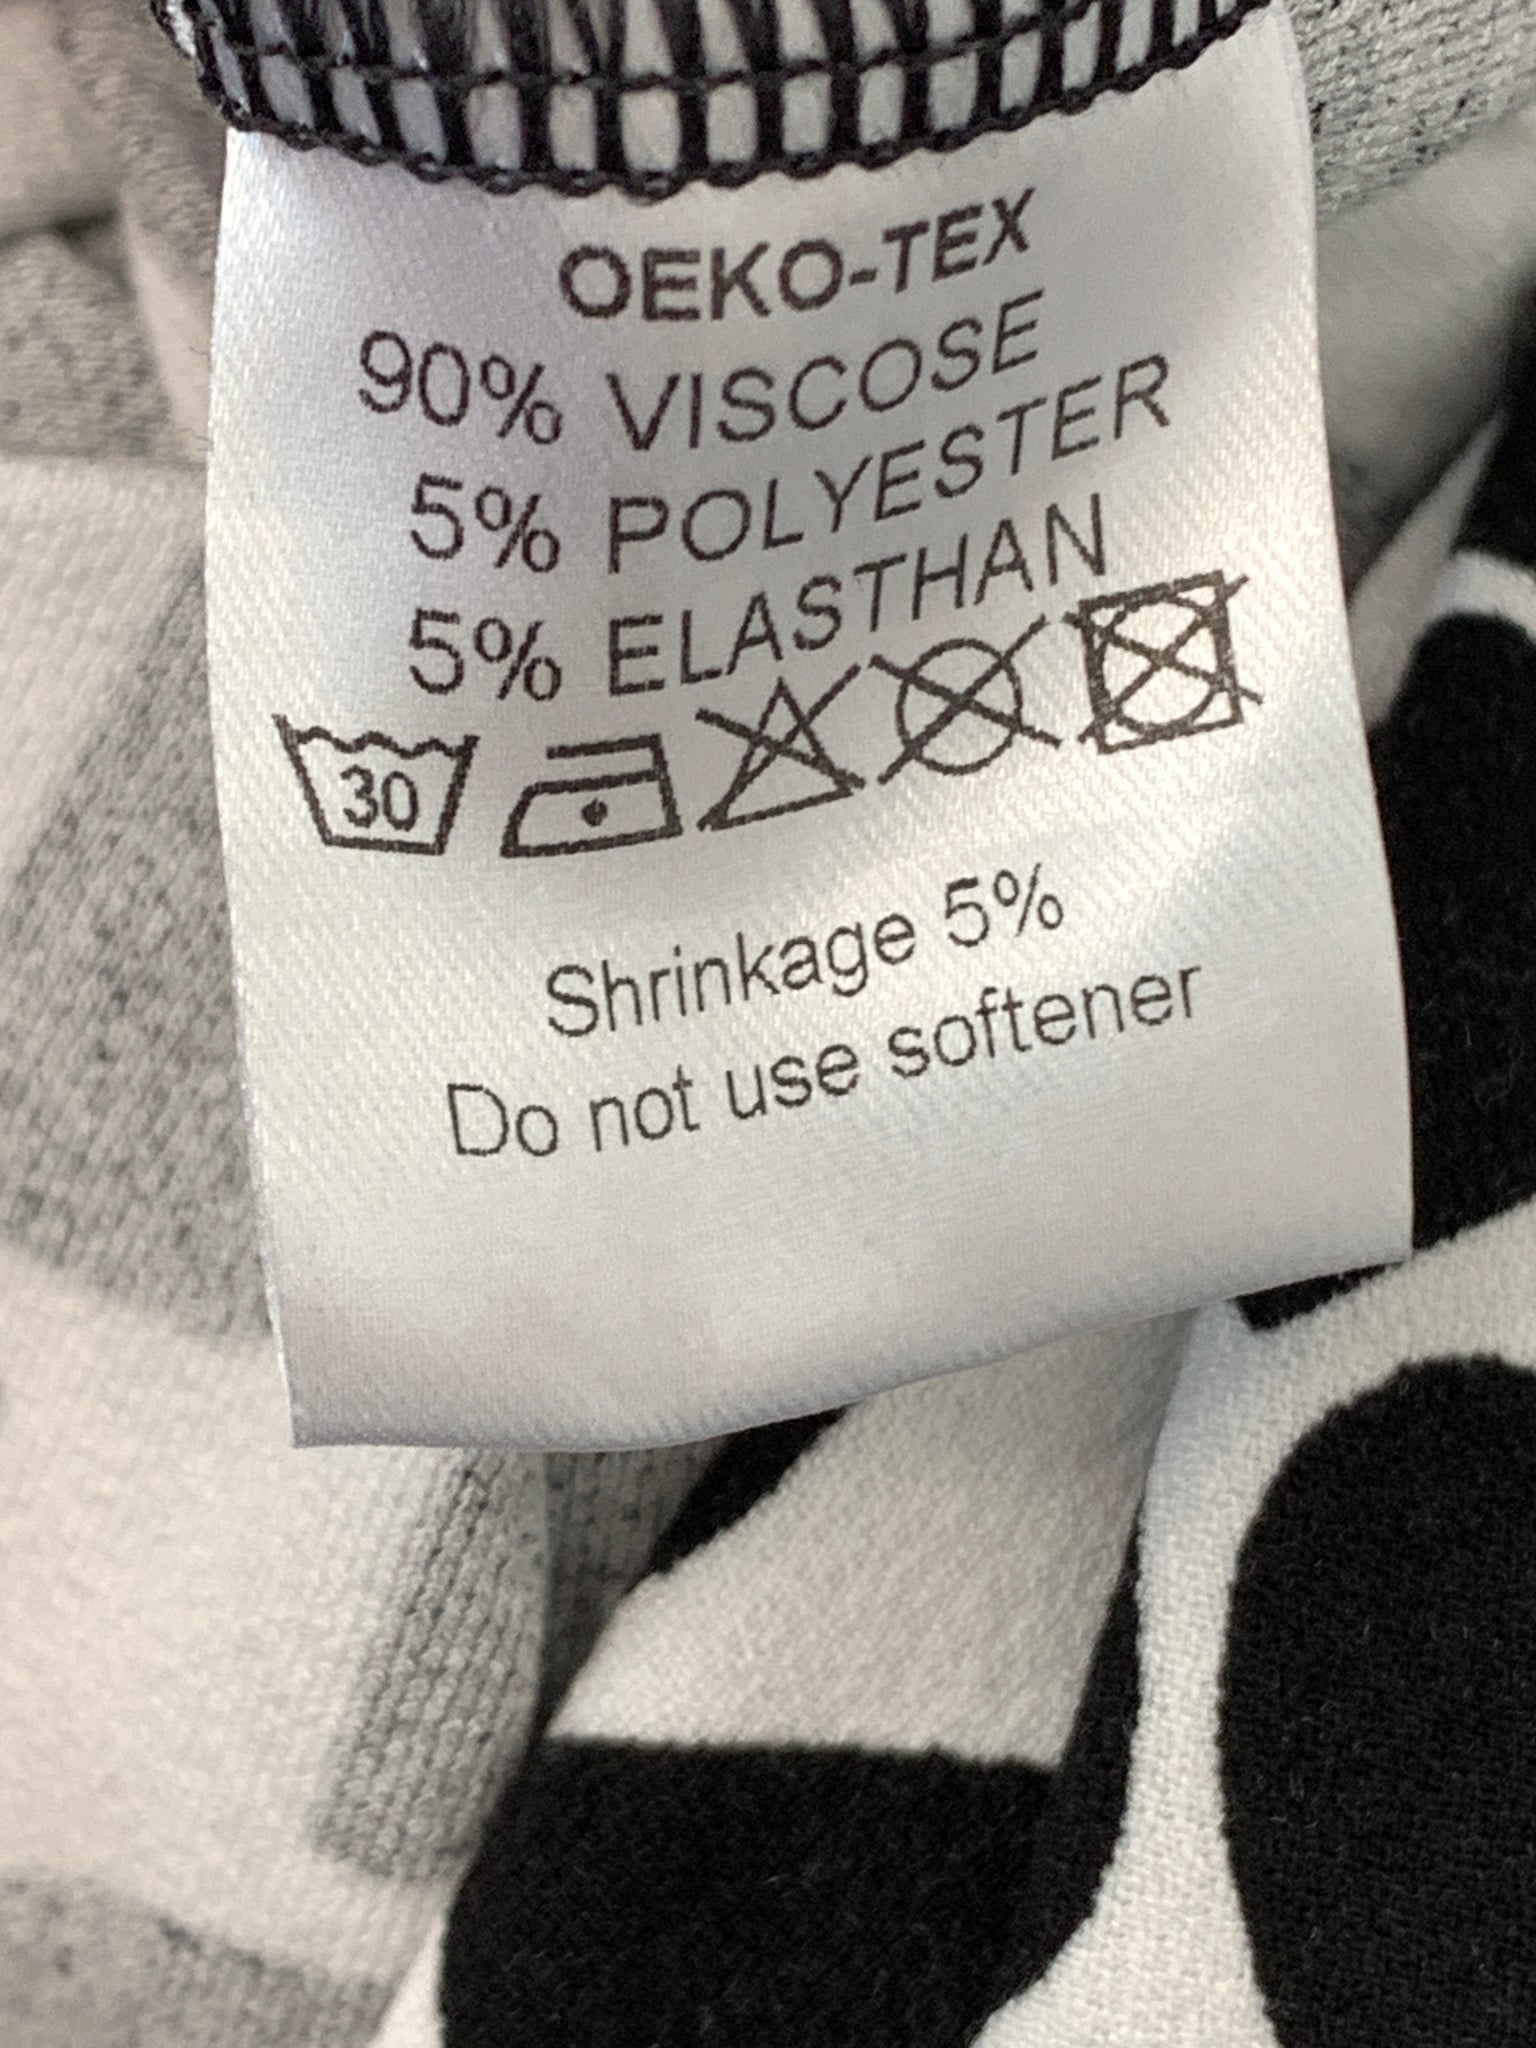 OEKO-TEX
90% VISCOSE
5% POLYESTER
5% ELASTHAN
30
Shrinkage 5%
Do not use softener